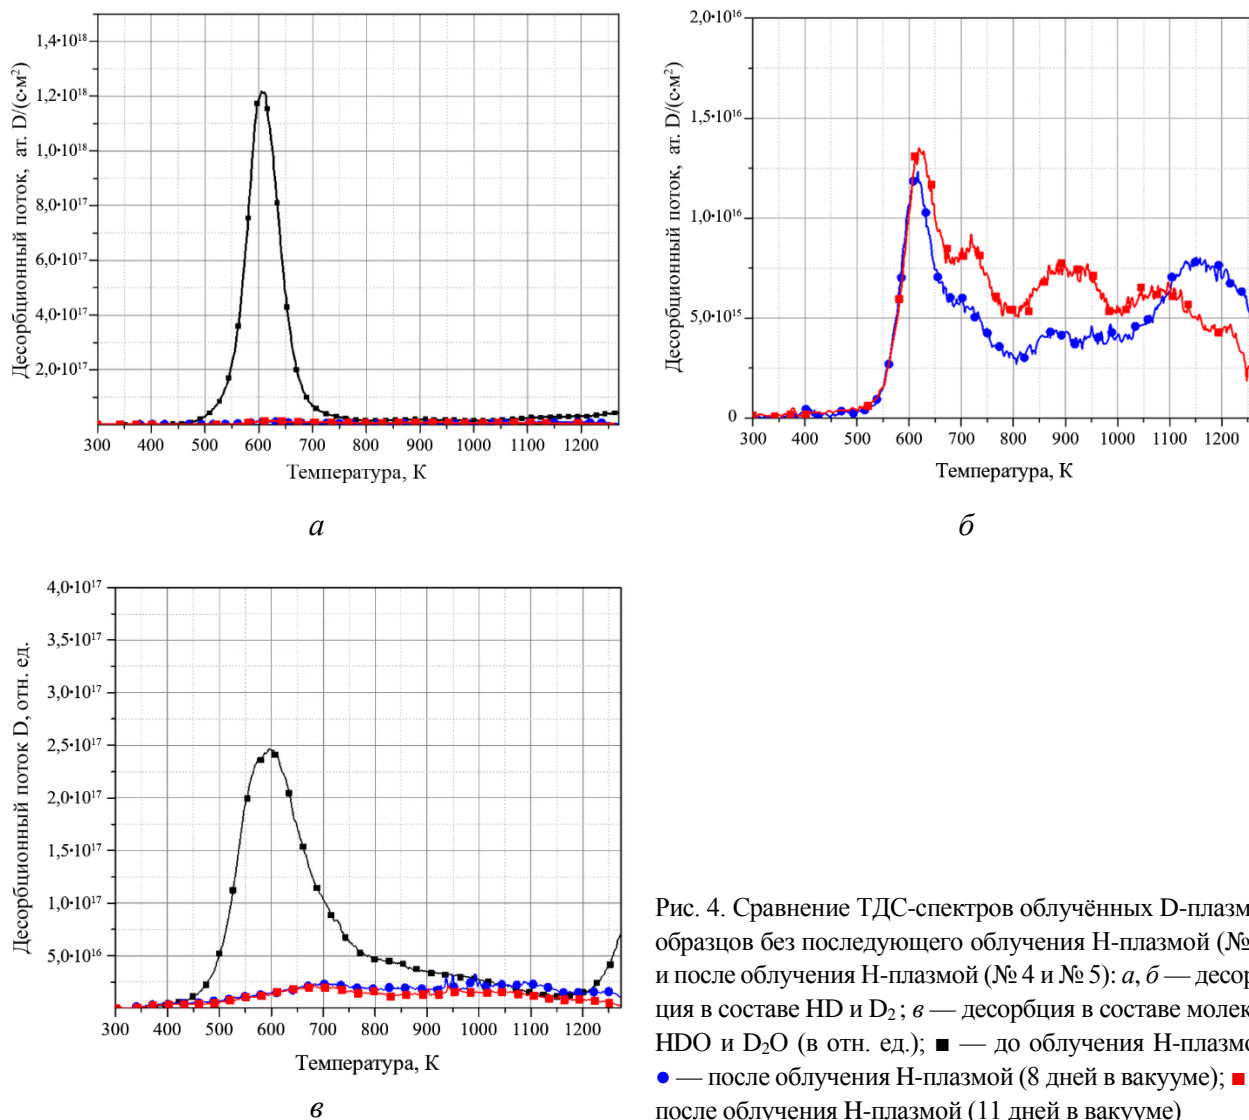 1,4•10¹⁸
1,2•10¹⁸
1,0•10¹⁸
8,0•10¹⁷
6,0•10¹⁷
4,0•10¹⁷
2,0•10¹⁷
Десорбционный поток, ат. D/(с·м²)
300 400 500 600 700 800 900 1000 1100 1200
Температура, К
а
2,0•10¹⁶
1,5•10¹⁶
1,0•10¹⁶
5,0•10¹⁵
0
Десорбционный поток, ат. D/(с·м²)
300 400 500 600 700 800 900 1000 1100 1200
Температура, К
б
4,0•10¹⁷
3,5•10¹⁷
3,0•10¹⁷
2,5•10¹⁷
2,0•10¹⁷
1,5•10¹⁷
1,0•10¹⁷
5,0•10¹⁶
Десорбционный поток D, отн. ед.
300 400 500 600 700 800 900 1000 1100 1200
Температура, К
в
Рис. 4. Сравнение ТДС-спектров облучённых D-плазм
образцов без последующего облучения Н-плазмой (№
и после облучения Н-плазмой (№ 4 и № 5): а, б — десор
ция в составе HD и D₂; в — десорбция в составе молек
HDO и D₂O (в отн. ед.); ■ — до облучения Н-плазмо
● — после облучения Н-плазмой (8 дней в вакууме); ■
после облучения Н-плазмой (11 дней в вакууме)